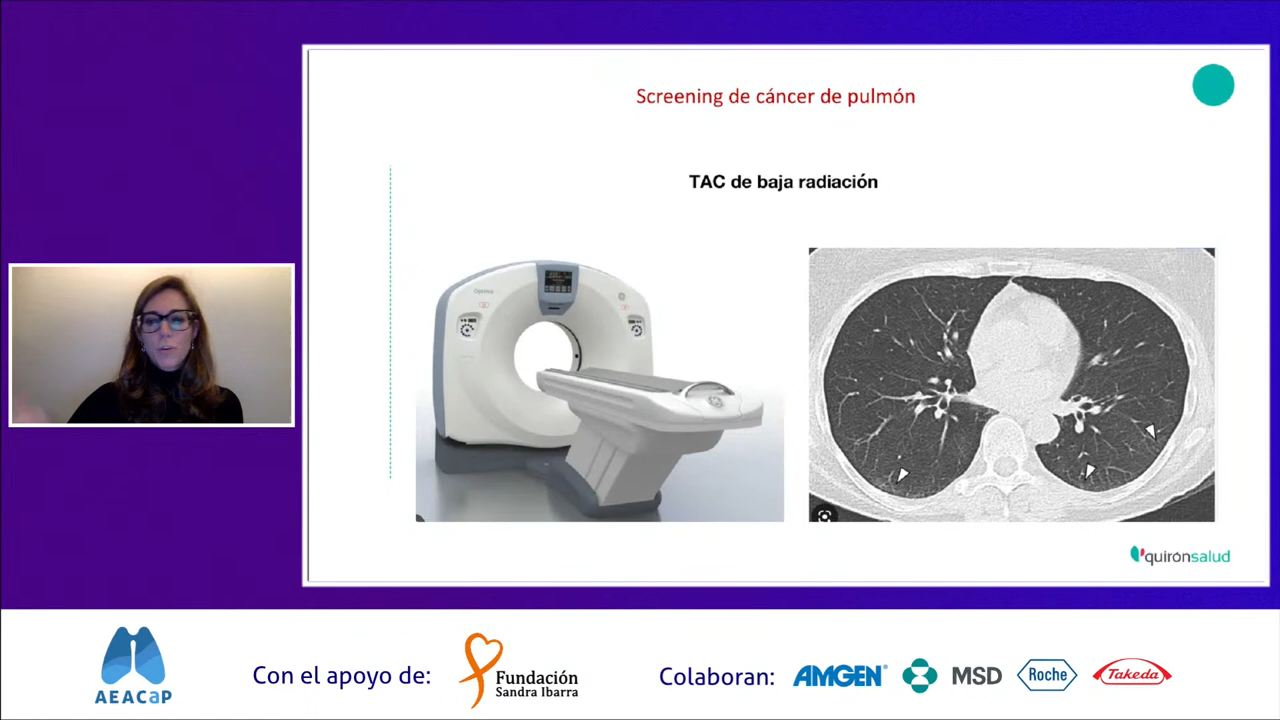 Screening de cáncer de pulmón
TAC de baja radiación
Optima
quirónsalud
AEACaP
Con el apoyo de:
Fundación
Sandra Ibarra
Colaboran:
AMGEN®
MSD
Roche
Takeda